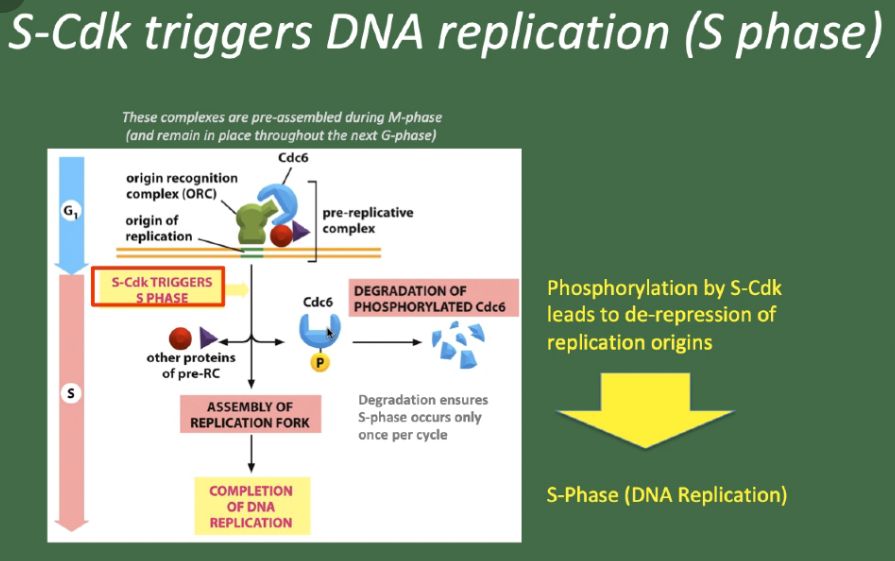 S-Cdk triggers DNA replication (S phase)
These complexes are pre-assembled during M-phase
(and remain in place throughout the next G-phase)
Cdc6
origin recognition
complex (ORC)
G1
origin of
replication
pre-replicative
complex
S-Cdk TRIGGERS
S PHASE
Cdc6
DEGRADATION OF
PHOSPHORYLATED Cdc6
P
other proteins
of pre-RC
S
ASSEMBLY OF
REPLICATION FORK
Degradation ensures
S-phase occurs only
once per cycle
COMPLETION
OF DNA
REPLICATION
Phosphorylation by S-Cdk
leads to de-repression of
replication origins
S-Phase (DNA Replication)